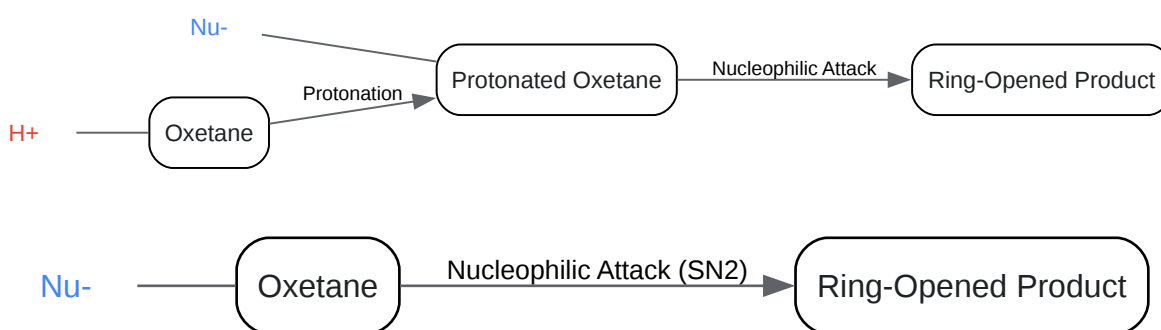 Nu-
Protonated Oxetane
Nucleophilic Attack
Ring-Opened Product
H+
Oxetane
Protonation
Nu-
Oxetane
Nucleophilic Attack (SN2)
Ring-Opened Product